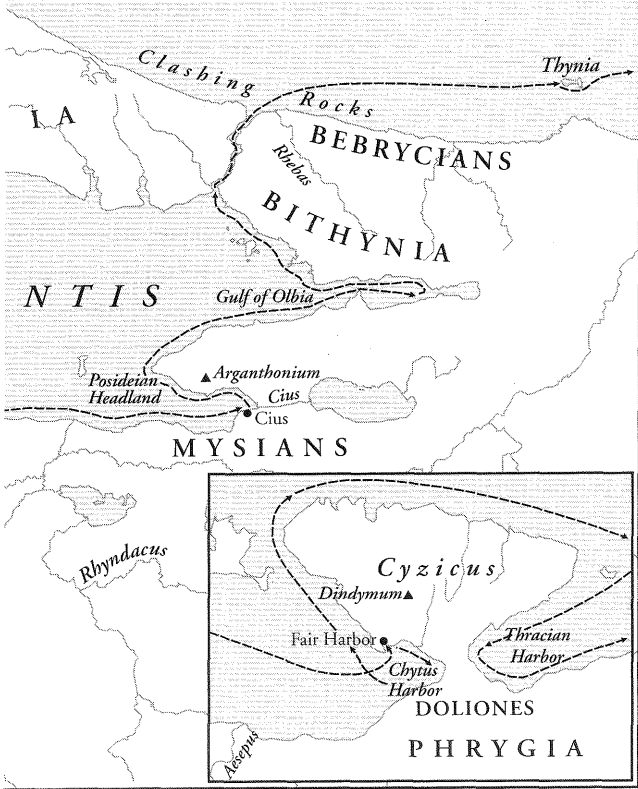 Clashing
Thynia
Rocks
IA
BEBRYCIANS
Rhebas
BITHYNIA
NTIS
Gulf of Olbia
Arganthonium
Posideian
Headland
Cius
Cius
MYSIANS
Rhyndacus
Cyzicus
Dindymum
Fair Harbor
Thracian
Harbor
Chytus
Harbor
DOLIONES
PHRYGIA
Aesepus